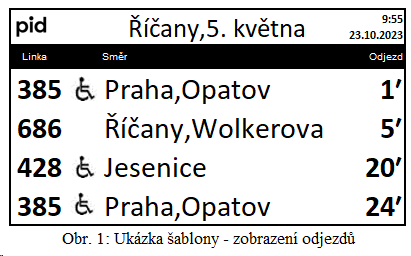 pid Říčany,5. května 9:55
23.10.2023
Linka Směr Odjezd
385 Praha,Opatov 1′
686 Říčany,Wolkerova 5′
428 Jesenice 20′
385 Praha,Opatov 24′
Obr. 1: Ukázka šablony - zobrazení odjezdů